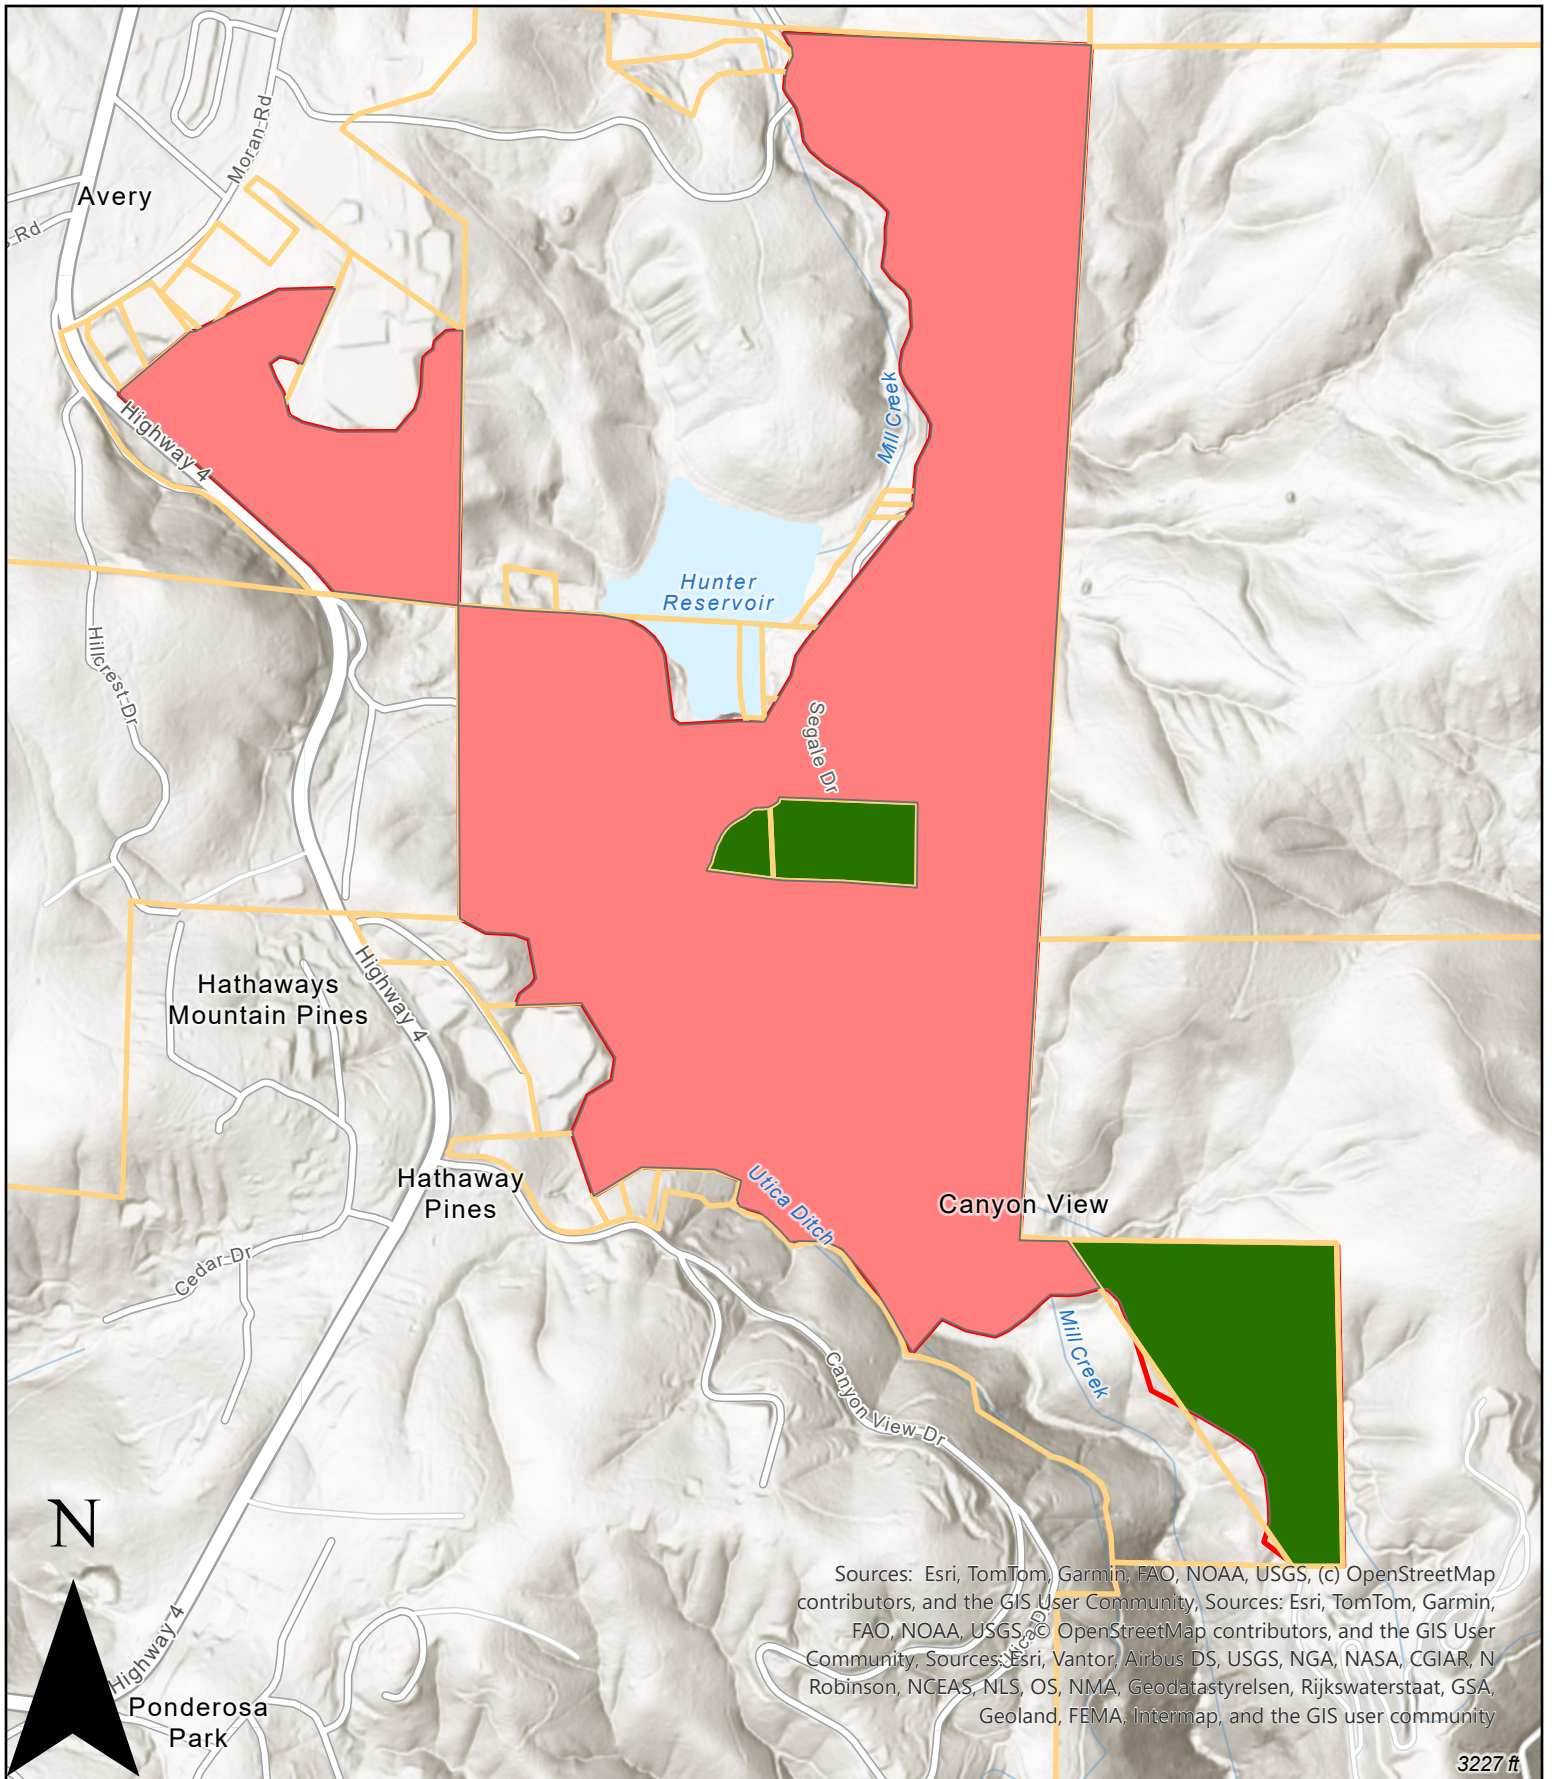 Moran Rd
Avery
Rd
Highway 4
Mill Creek
Hunter
Reservoir
Hillcrest Dr
Segale Dr
Highway 4
Hathaways
Mountain Pines
Hathaway
Pines
Utica Ditch
Canyon View
Cedar Dr
Mill Creek
Canyon View Dr
N
Sources: Esri, TomTom, Garmin, FAO, NOAA, USGS, (c) OpenStreetMap
contributors, and the GIS User Community, Sources: Esri, TomTom, Garmin,
FAO, NOAA, USGS, © OpenStreetMap contributors, and the GIS User
Community, Sources: Esri, Vantor, Airbus DS, USGS, NGA, NASA, CGIAR, N
Robinson, NCEAS, NLS, OS, NMA, Geodatastyrelsen, Rijkswaterstaat, GSA,
Geoland, FEMA, Intermap, and the GIS user community
Utica D
Highway 4
Ponderosa
Park
3227 ft